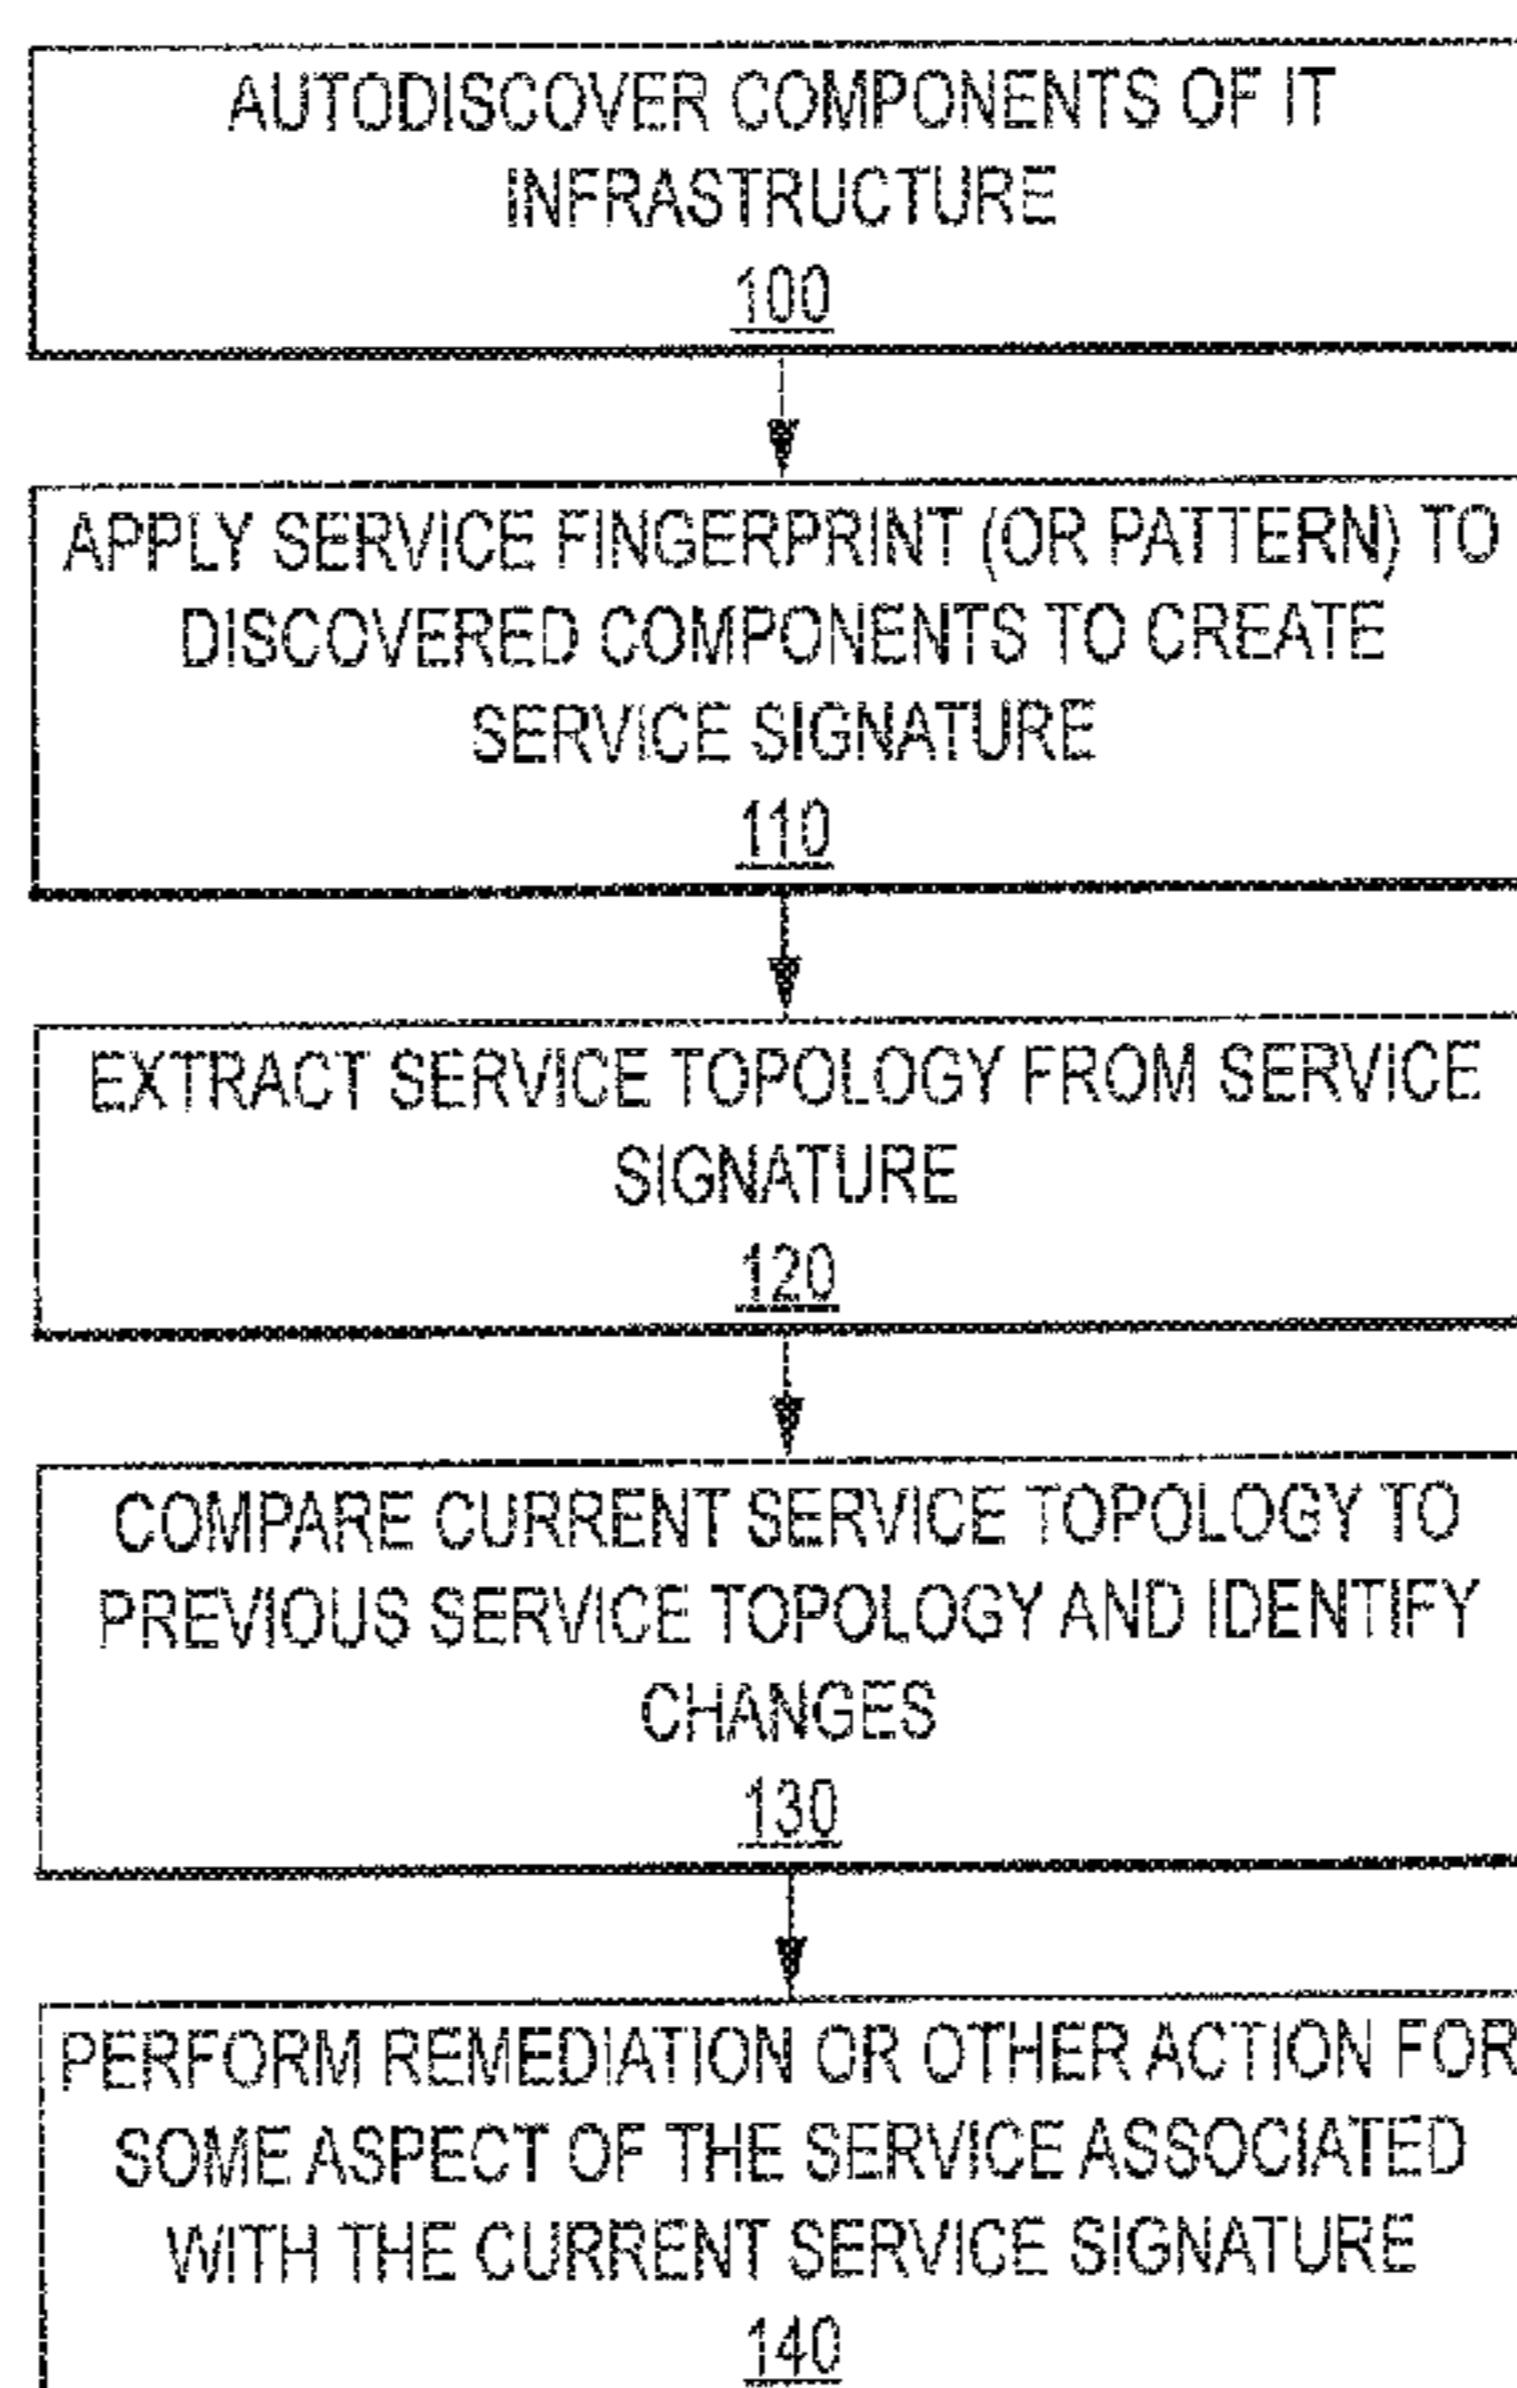 AUTODISCOVER COMPONENTS OF IT
INFRASTRUCTURE
100
APPLY SERVICE FINGERPRINT (OR PATTERN) TO
DISCOVERED COMPONENTS TO CREATE
SERVICE SIGNATURE
110
EXTRACT SERVICE TOPOLOGY FROM SERVICE
SIGNATURE
120
COMPARE CURRENT SERVICE TOPOLOGY TO
PREVIOUS SERVICE TOPOLOGY AND IDENTIFY
CHANGES
130
PERFORM REMEDIATION OR OTHER ACTION FOR
SOME ASPECT OF THE SERVICE ASSOCIATED
WITH THE CURRENT SERVICE SIGNATURE
140